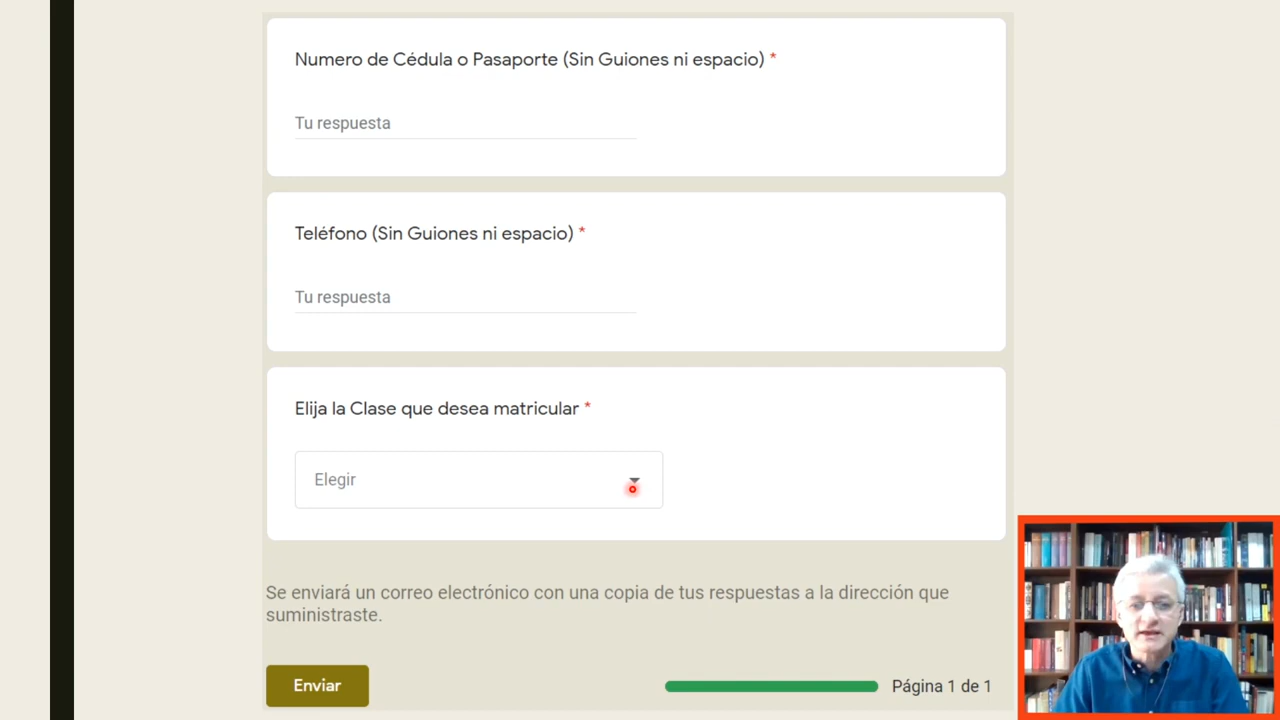 Numero de Cédula o Pasaporte (Sin Guiones ni espacio) *
Tu respuesta
Teléfono (Sin Guiones ni espacio) *
Tu respuesta
Elija la Clase que desea matricular *
Elegir
Se enviará un correo electrónico con una copia de tus respuestas a la dirección que
suministraste.
Enviar
Página 1 de 1